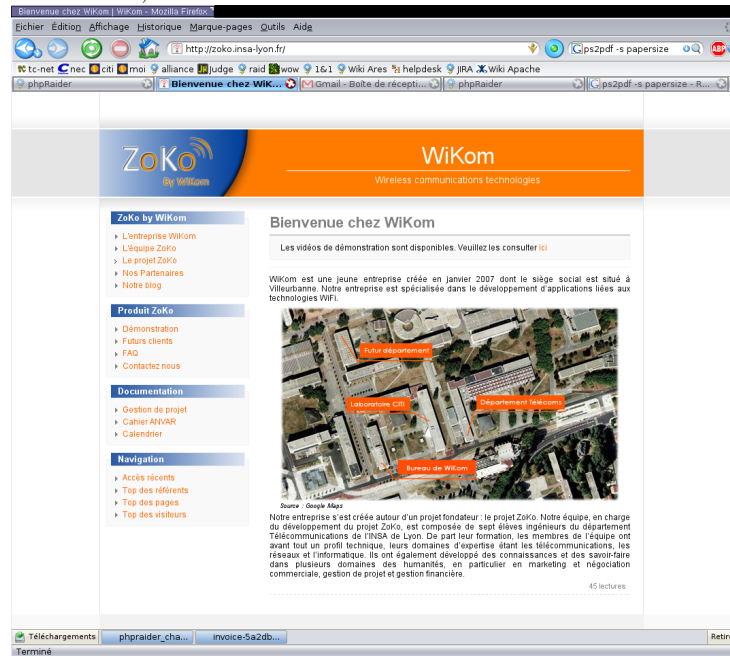 Bienvenue chez WiKom | WiKom - Mozilla Firefox
Fichier Édition Affichage Historique Marque-pages Outils Aide
http://zoko.insa-lyon.fr/ ps2pdf -s papersize ABP
tc-net nec citi moi alliance Judge raid wow 1&1 Wiki Ares helpdesk JIRA Wiki Apache
phpRaider Bienvenue chez WiK... Gmail - Boîte de récepti... phpRaider ps2pdf -s papersize - R...
ZoKo
By WiKom
WiKom
Wireless communications technologies
ZoKo by WiKom
L'entreprise WiKom
L'équipe ZoKo
Le projet ZoKo
Nos Partenaires
Notre blog
Produit ZoKo
Démonstration
Futurs clients
FAQ
Contactez nous
Documentation
Gestion de projet
Cahier ANVAR
Calendrier
Navigation
Accès récents
Top des référents
Top des pages
Top des visiteurs
Bienvenue chez WiKom
Les vidéos de démonstration sont disponibles. Veuillez les consulter ici
WiKom est une jeune entreprise créée en janvier 2007 dont le siège social est situé à
Villeurbanne. Notre entreprise est spécialisée dans le développement d'applications liées aux
technologies WiFi.
Futur département
Laboratoire CITI
Département Télécoms
Bureau de WiKom
Source : Google Maps
Notre entreprise s'est créée autour d'un projet fondateur : le projet ZoKo. Notre équipe, en charge
du développement du projet ZoKo, est composée de sept élèves ingénieurs du département
Télécommunications de l'INSA de Lyon. De part leur formation, les membres de l'équipe ont
avant tout un profil technique, leurs domaines d'expertise étant les télécommunications, les
réseaux et l'informatique. Ils ont également développé des connaissances et des savoir-faire
dans plusieurs domaines des humanités, en particulier en marketing et négociation
commerciale, gestion de projet et gestion financière.
45 lectures
Téléchargements phpraider_cha... invoice-5a2db... Retire
Terminé